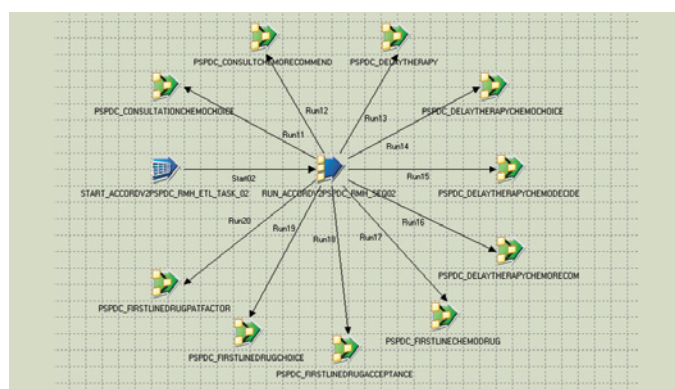 PSPDC_CONSULTCHEMORECOMMEND
PSPDC_DELAYTHERAPY
PSPDC_CONSULTATIONCHEMOCHOICE
PSPDC_DELAYTHERAPYCHEMOCHOICE
Run12
Run13
Run11
Run14
Start02
Run15
START_ACCORDV2PSPDC_RMH_ETL_TASK_02
RUN_ACCORDV2PSPDC_RMH_SEQ02
PSPDC_DELAYTHERAPYCHEMODECIDE
Run20
Run19
Run18
Run17
Run16
PSPDC_DELAYTHERAPYCHEMORECOM
PSPDC_FIRSTLINEDRUGPATFACTOR
PSPDC_FIRSTLINECHEMODRUG
PSPDC_FIRSTLINEDRUGCHOICE
PSPDC_FIRSTLINEDRUGACCEPTANCE